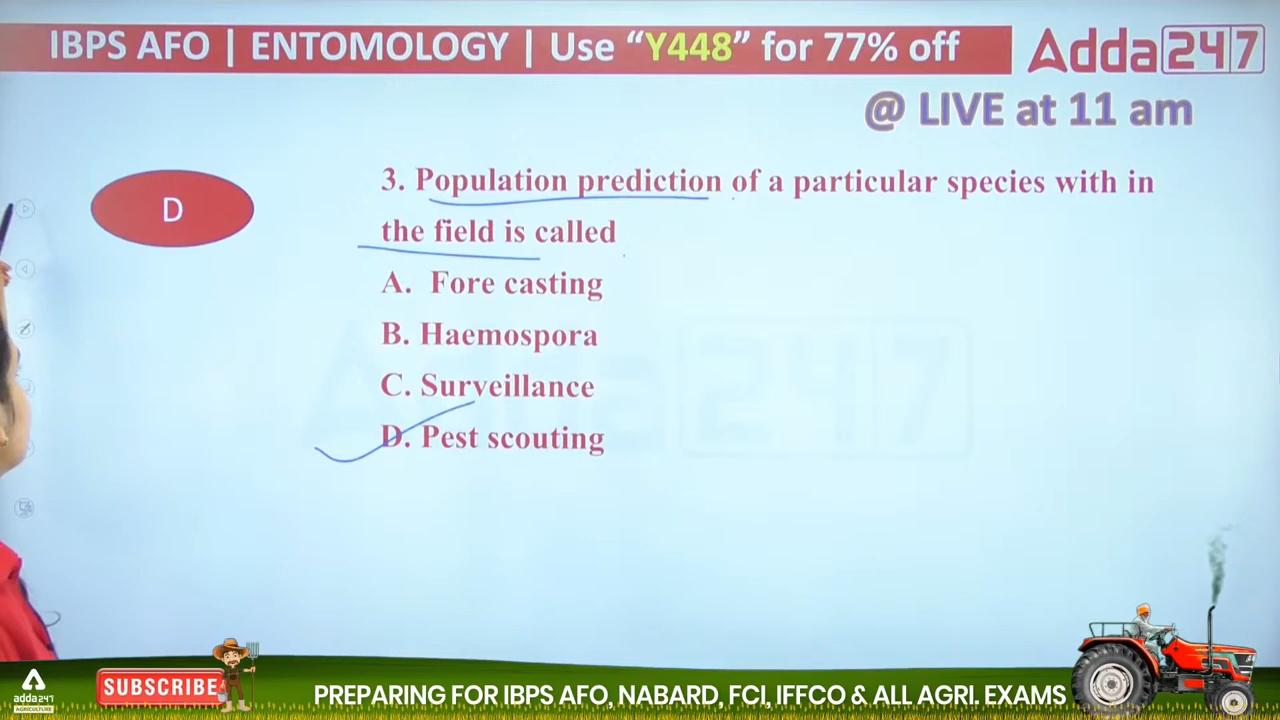 IBPS AFO | ENTOMOLOGY | Use “Y448” for 77% off
Adda247
@ LIVE at 11 am
D
3. Population prediction of a particular species with in
the field is called
A. Fore casting
B. Haemospora
C. Surveillance
D. Pest scouting
Adda247
adda247
AGRICULTURE
SUBSCRIBE
PREPARING FOR IBPS AFO, NABARD, FCI, IFFCO & ALL AGRI. EXAMS